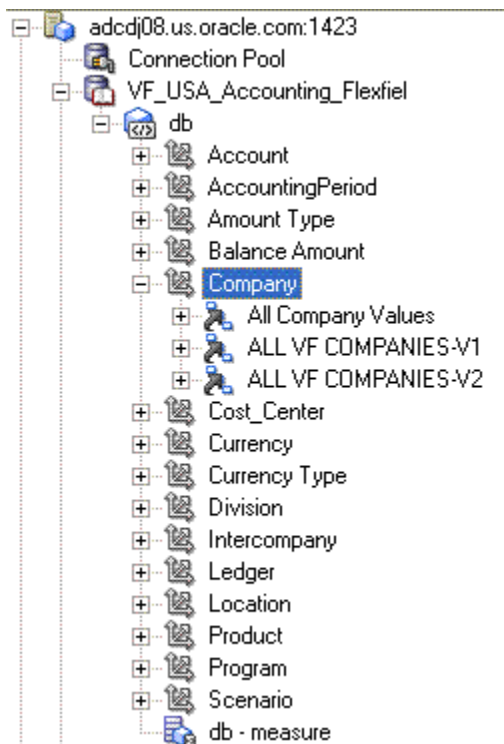 adcdj08.us.oracle.com:1423
Connection Pool
VF_USA_Accounting_Flexfiel
db
Account
AccountingPeriod
Amount Type
Balance Amount
Company
All Company Values
ALL VF COMPANIES-V1
ALL VF COMPANIES-V2
Cost_Center
Currency
Currency Type
Division
Intercompany
Ledger
Location
Product
Program
Scenario
db - measure